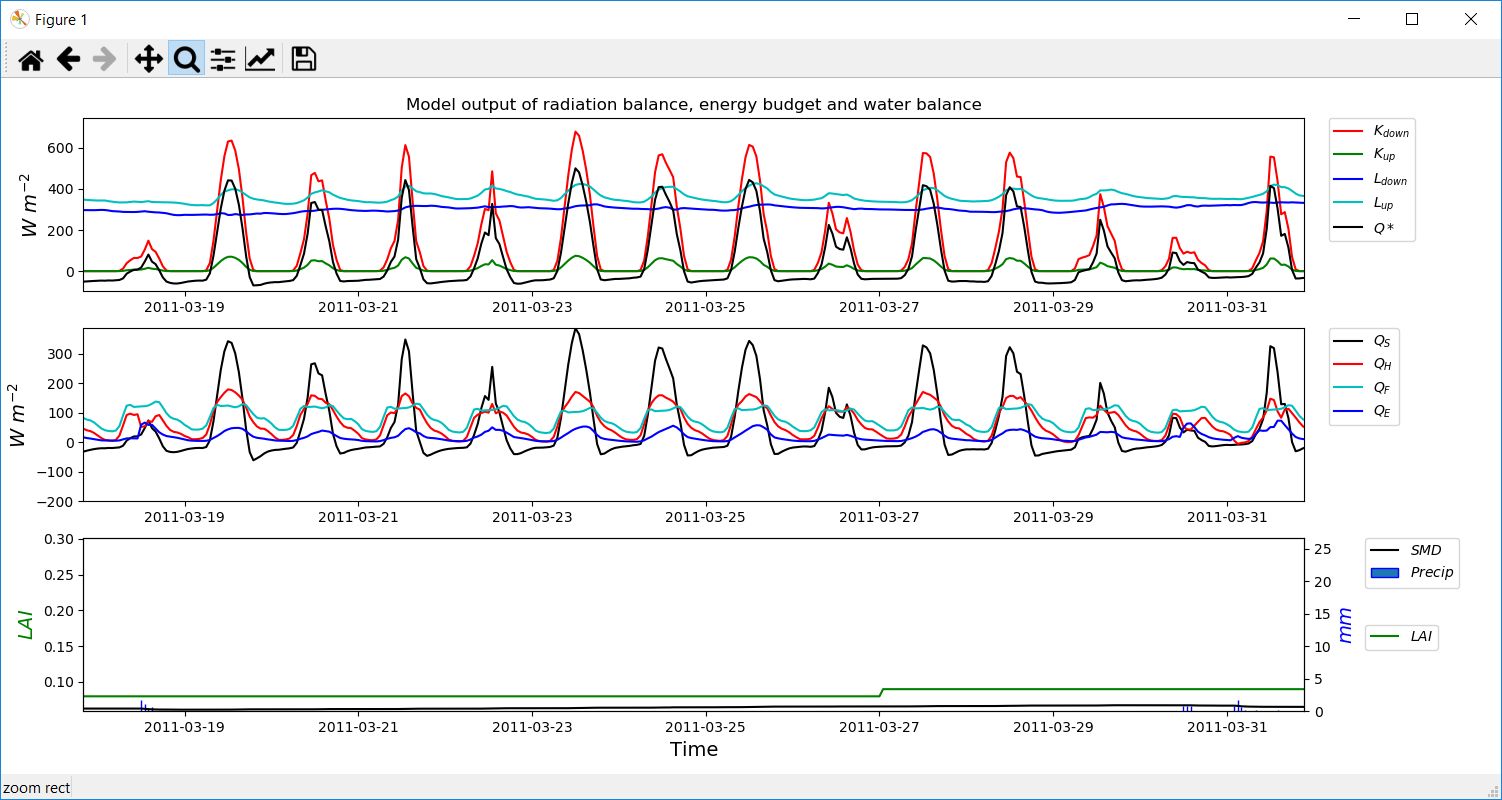 Figure 1
Model output of radiation balance, energy budget and water balance
600
400
200
0
W m⁻²
2011-03-19 2011-03-21 2011-03-23 2011-03-25 2011-03-27 2011-03-29 2011-03-31
K_down
K_up
L_down
L_up
Q*
300
200
100
0
−100
−200
W m⁻²
2011-03-19 2011-03-21 2011-03-23 2011-03-25 2011-03-27 2011-03-29 2011-03-31
Q_S
Q_H
Q_F
Q_E
0.30
0.25
0.20
0.15
0.10
LAI
25
20
15
10
5
0
mm
2011-03-19 2011-03-21 2011-03-23 2011-03-25 2011-03-27 2011-03-29 2011-03-31
Time
SMD
Precip
LAI
zoom rect